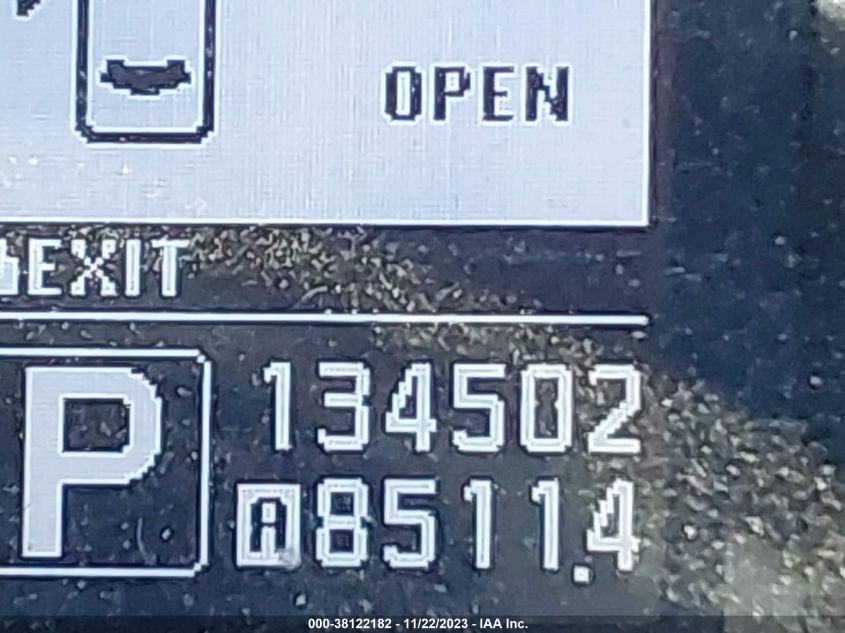 OPEN
EXIT
P
134502
A 8511.4
000-38122182 - 11/22/2023 - IAA Inc.